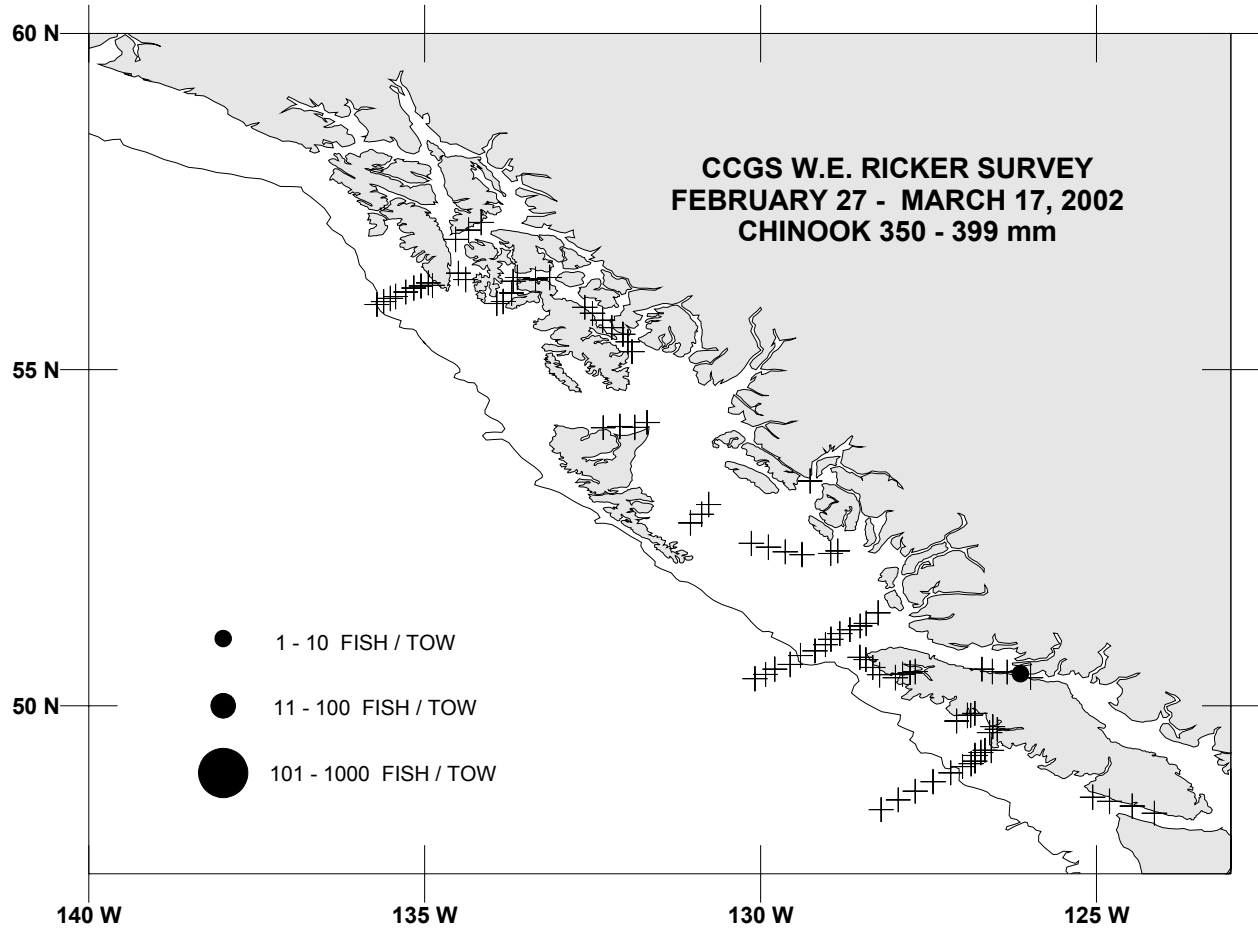 60 N
CCGS W.E. RICKER SURVEY
FEBRUARY 27 - MARCH 17, 2002
CHINOOK 350 - 399 mm
55 N
1 - 10 FISH / TOW
50 N
11 - 100 FISH / TOW
101 - 1000 FISH / TOW
140 W
135 W
130 W
125 W